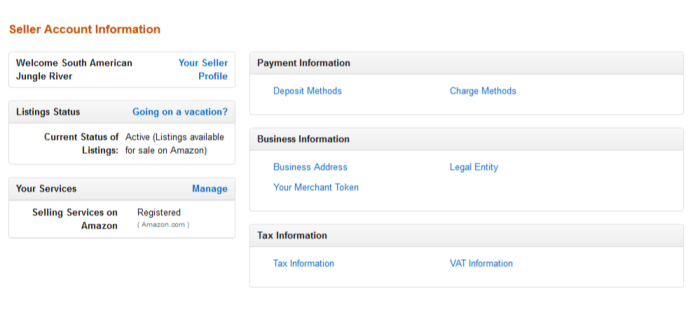 Seller Account Information
Welcome South American
Jungle River
Your Seller
Profile
Listings Status
Going on a vacation?
Current Status of
Listings:
Active (Listings available
for sale on Amazon)
Your Services
Manage
Selling Services on
Amazon
Registered
( Amazon.com )
Payment Information
Deposit Methods
Charge Methods
Business Information
Business Address
Legal Entity
Your Merchant Token
Tax Information
Tax Information
VAT Information